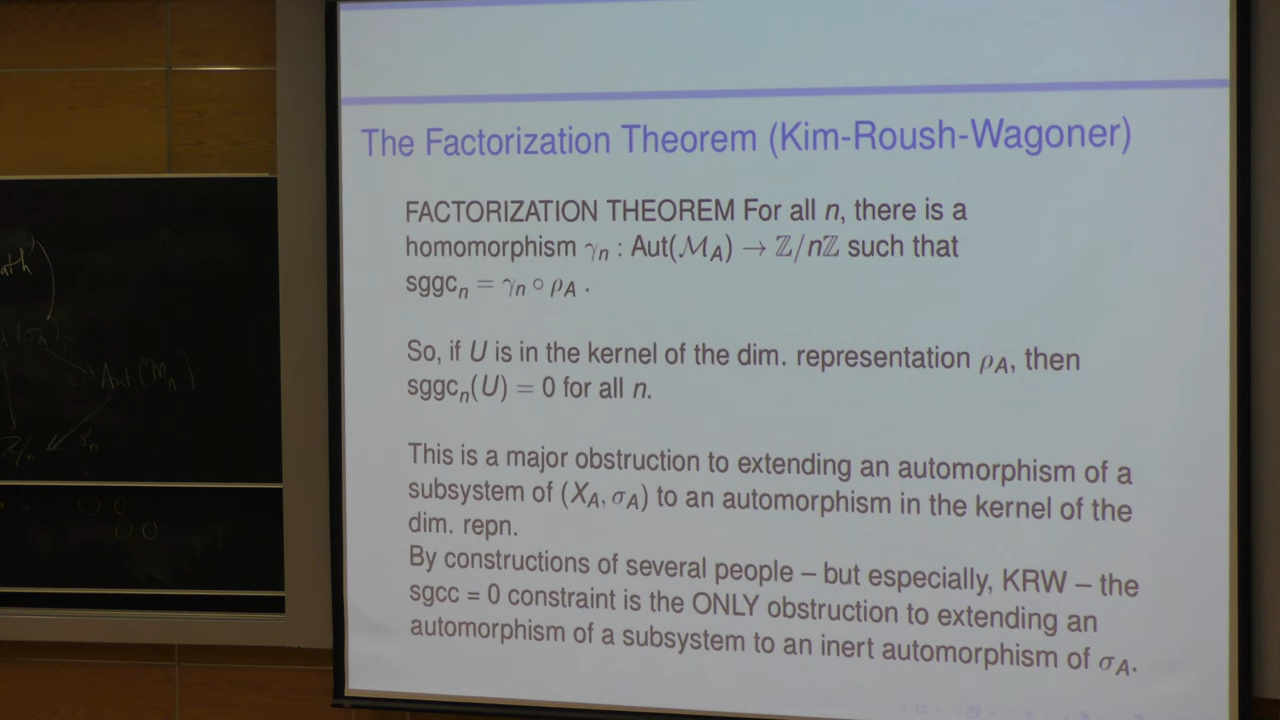 The Factorization Theorem (Kim-Roush-Wagoner)
FACTORIZATION THEOREM For all n, there is a
homomorphism γn : Aut(ℳA) → ℤ/nℤ such that
sggcn = γn ∘ ρA .
So, if U is in the kernel of the dim. representation ρA, then
sggcn(U) = 0 for all n.
This is a major obstruction to extending an automorphism of a
subsystem of (XA, σA) to an automorphism in the kernel of the
dim. repn.
By constructions of several people – but especially, KRW – the
sgcc = 0 constraint is the ONLY obstruction to extending an
automorphism of a subsystem to an inert automorphism of σA.
Aut(MA)